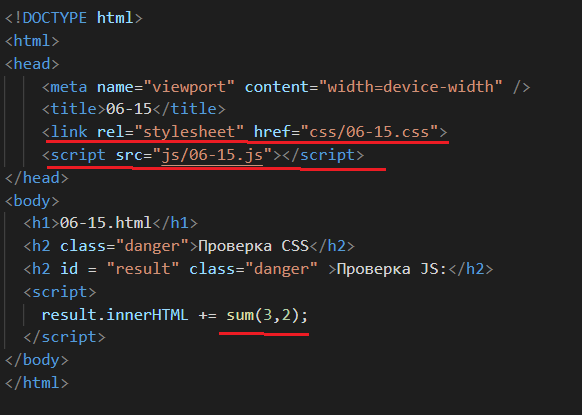 <!DOCTYPE html>
<html>
<head>
    <meta name="viewport" content="width=device-width" />
    <title>06-15</title>
    <link rel="stylesheet" href="css/06-15.css">
    <script src="js/06-15.js"></script>
</head>
<body>
  <h1>06-15.html</h1>
  <h2 class="danger">Проверка CSS</h2>
  <h2 id = "result" class="danger" >Проверка JS:</h2>
  <script>
    result.innerHTML += sum(3,2);
  </script>
</body>
</html>